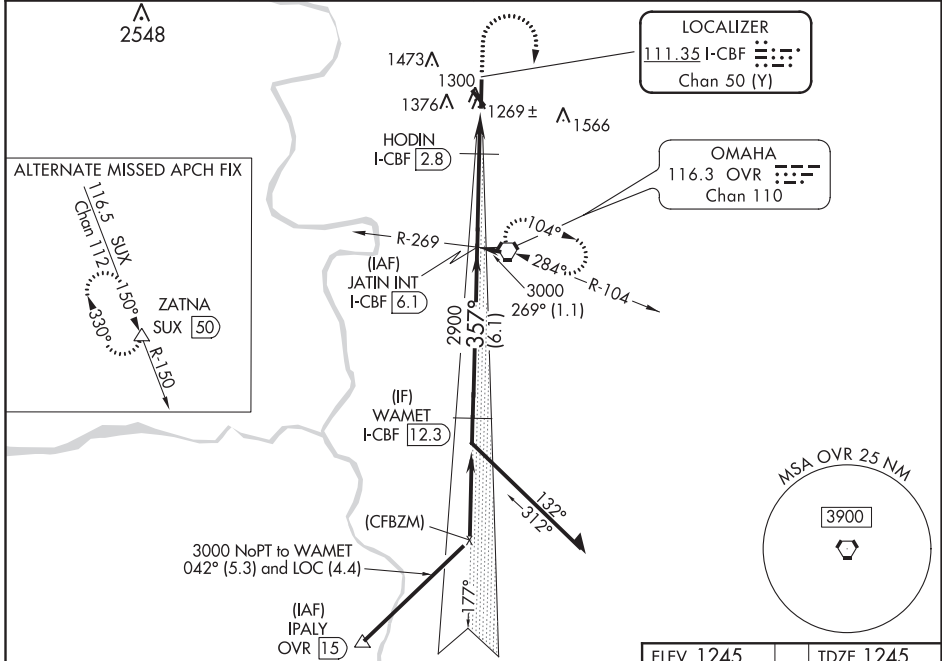 2548
1473
1300
1376
1269 ±
1566
LOCALIZER
111.35 I-CBF
Chan 50 (Y)
HODIN
I-CBF 2.8
OMAHA
116.3 OVR
Chan 110
ALTERNATE MISSED APCH FIX
116.5 SUX
Chan 112
150°
330°
ZATNA
SUX 50
R-150
R-269
(IAF)
JATIN INT
I-CBF 6.1
104°
284°
R-104
3000
269° (1.1)
2900
357°
(6.1)
(IF)
WAMET
I-CBF 12.3
132°
312°
(CFBZM)
3000 NoPT to WAMET
042° (5.3) and LOC (4.4)
177°
(IAF)
IPALY
OVR 15
MSA OVR 25 NM
3900
ELEV 1245
TDZE 1245